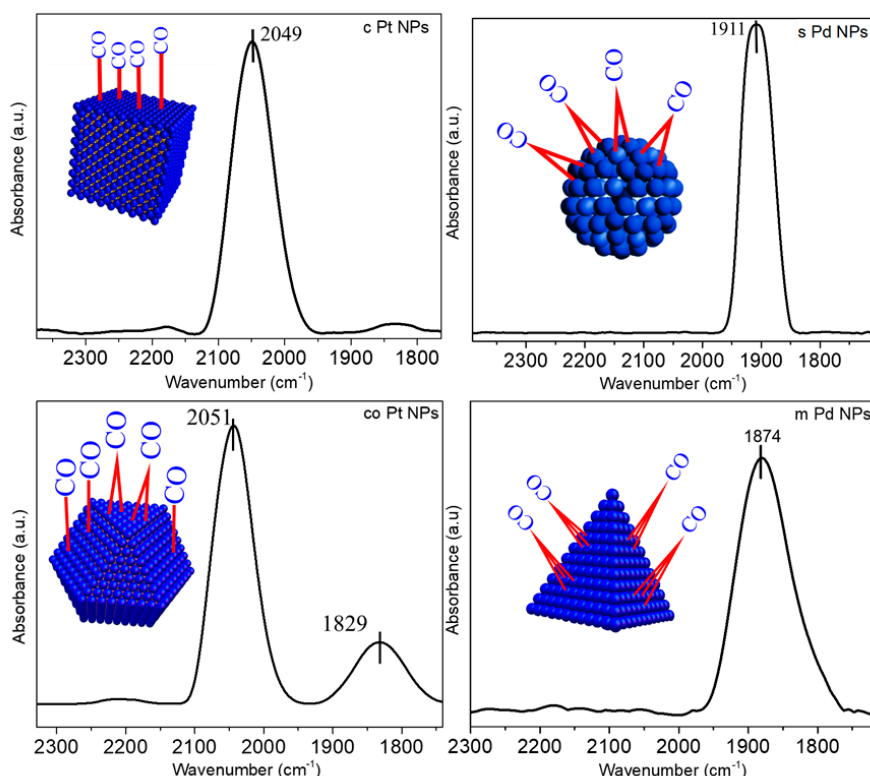 c Pt NPs
2049
CO CO CO CO
Absorbance (a.u.)
2300 2200 2100 2000 1900 1800
Wavenumber (cm⁻¹)
s Pd NPs
1911
CO CO CO CO
Absorbance (a.u.)
2300 2200 2100 2000 1900 1800
Wavenumber (cm⁻¹)
co Pt NPs
2051
CO CO CO CO CO
1829
Absorbance (a.u.)
2300 2200 2100 2000 1900 1800
Wavenumber (cm⁻¹)
m Pd NPs
1874
CO CO CO CO
Absorbance (a.u)
2300 2200 2100 2000 1900 1800
Wavenumber (cm⁻¹)